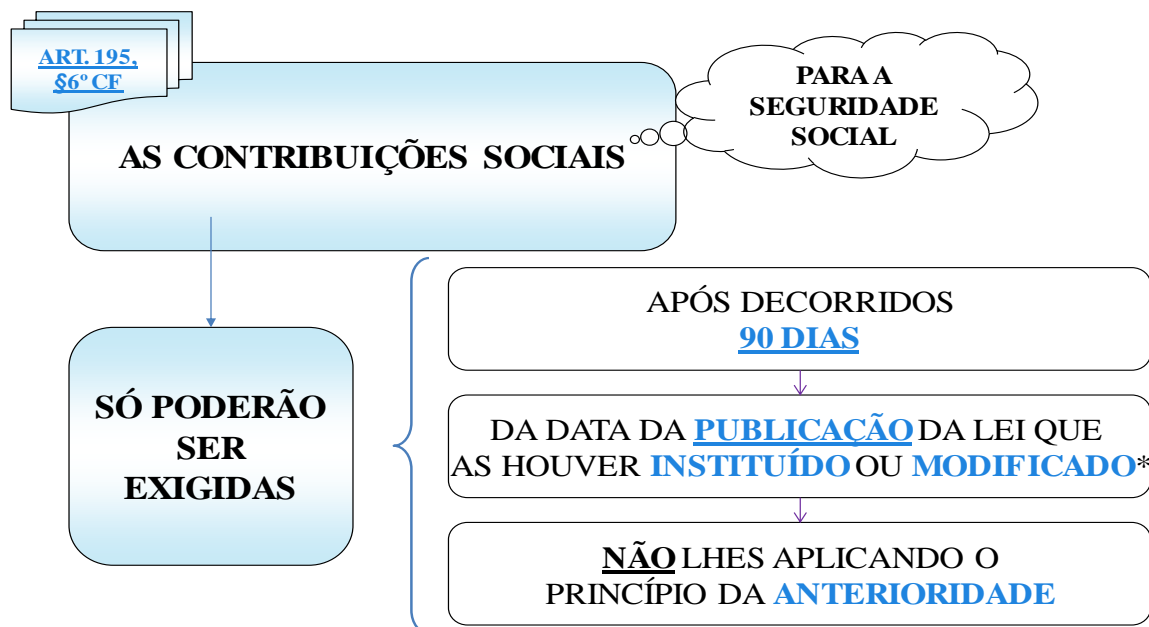 ART. 195,
§6º CF
PARA A
SEGURIDADE
SOCIAL
AS CONTRIBUIÇÕES SOCIAIS
SÓ PODERÃO
SER
EXIGIDAS
APÓS DECORRIDOS
90 DIAS
DA DATA DA PUBLICAÇÃO DA LEI QUE
AS HOUVER INSTITUÍDO OU MODIFICADO*
NÃO LHES APLICANDO O
PRINCÍPIO DA ANTERIORIDADE